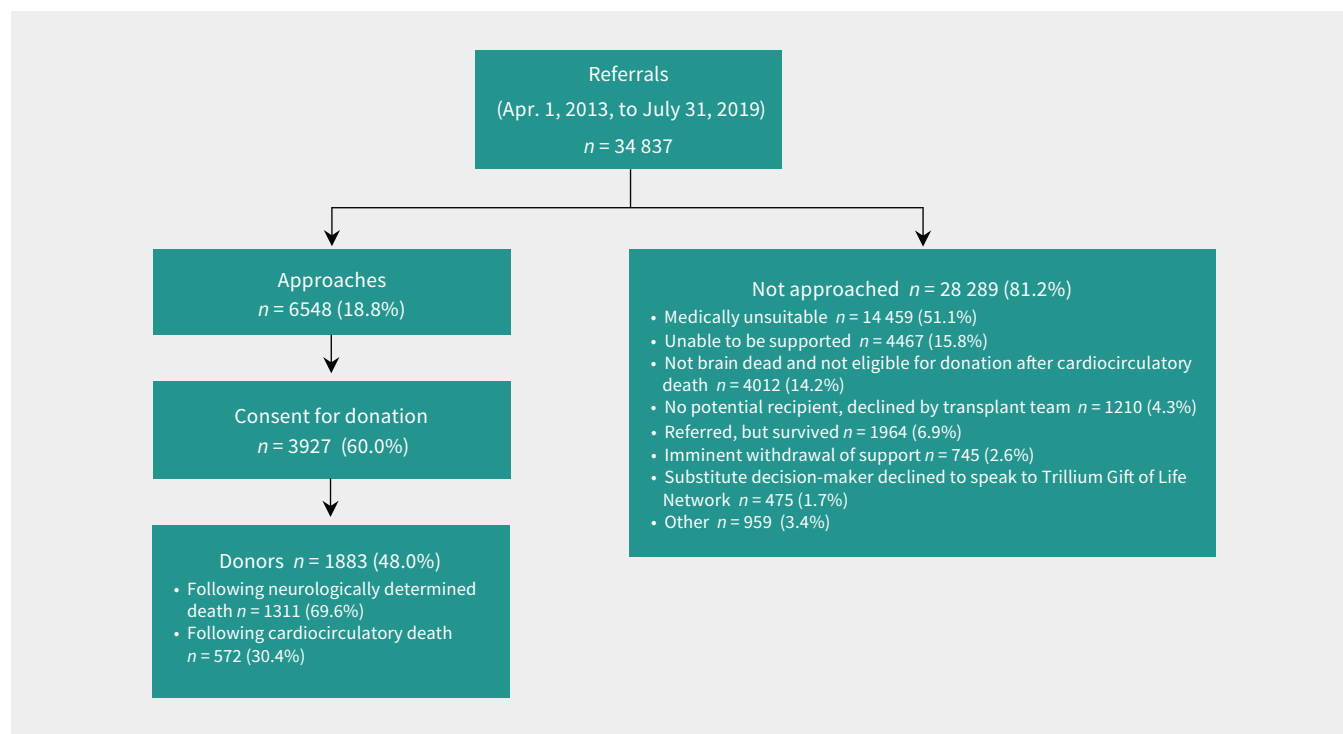 Referrals
(Apr. 1, 2013, to July 31, 2019)
n = 34 837
Approaches
n = 6548 (18.8%)
Consent for donation
n = 3927 (60.0%)
Donors n = 1883 (48.0%)
• Following neurologically determined
death n = 1311 (69.6%)
• Following cardiocirculatory death
n = 572 (30.4%)
Not approached n = 28 289 (81.2%)
• Medically unsuitable n = 14 459 (51.1%)
• Unable to be supported n = 4467 (15.8%)
• Not brain dead and not eligible for donation after cardiocirculatory
death n = 4012 (14.2%)
• No potential recipient, declined by transplant team n = 1210 (4.3%)
• Referred, but survived n = 1964 (6.9%)
• Imminent withdrawal of support n = 745 (2.6%)
• Substitute decision-maker declined to speak to Trillium Gift of Life
Network n = 475 (1.7%)
• Other n = 959 (3.4%)